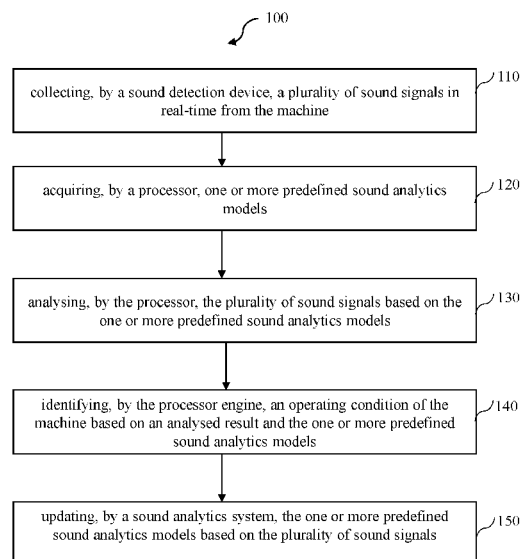 100
collecting, by a sound detection device, a plurality of sound signals in
real-time from the machine
110
acquiring, by a processor, one or more predefined sound analytics
models
120
analysing, by the processor, the plurality of sound signals based on the
one or more predefined sound analytics models
130
identifying, by the processor engine, an operating condition of the
machine based on an analysed result and the one or more predefined
sound analytics models
140
updating, by a sound analytics system, the one or more predefined
sound analytics models based on the plurality of sound signals
150